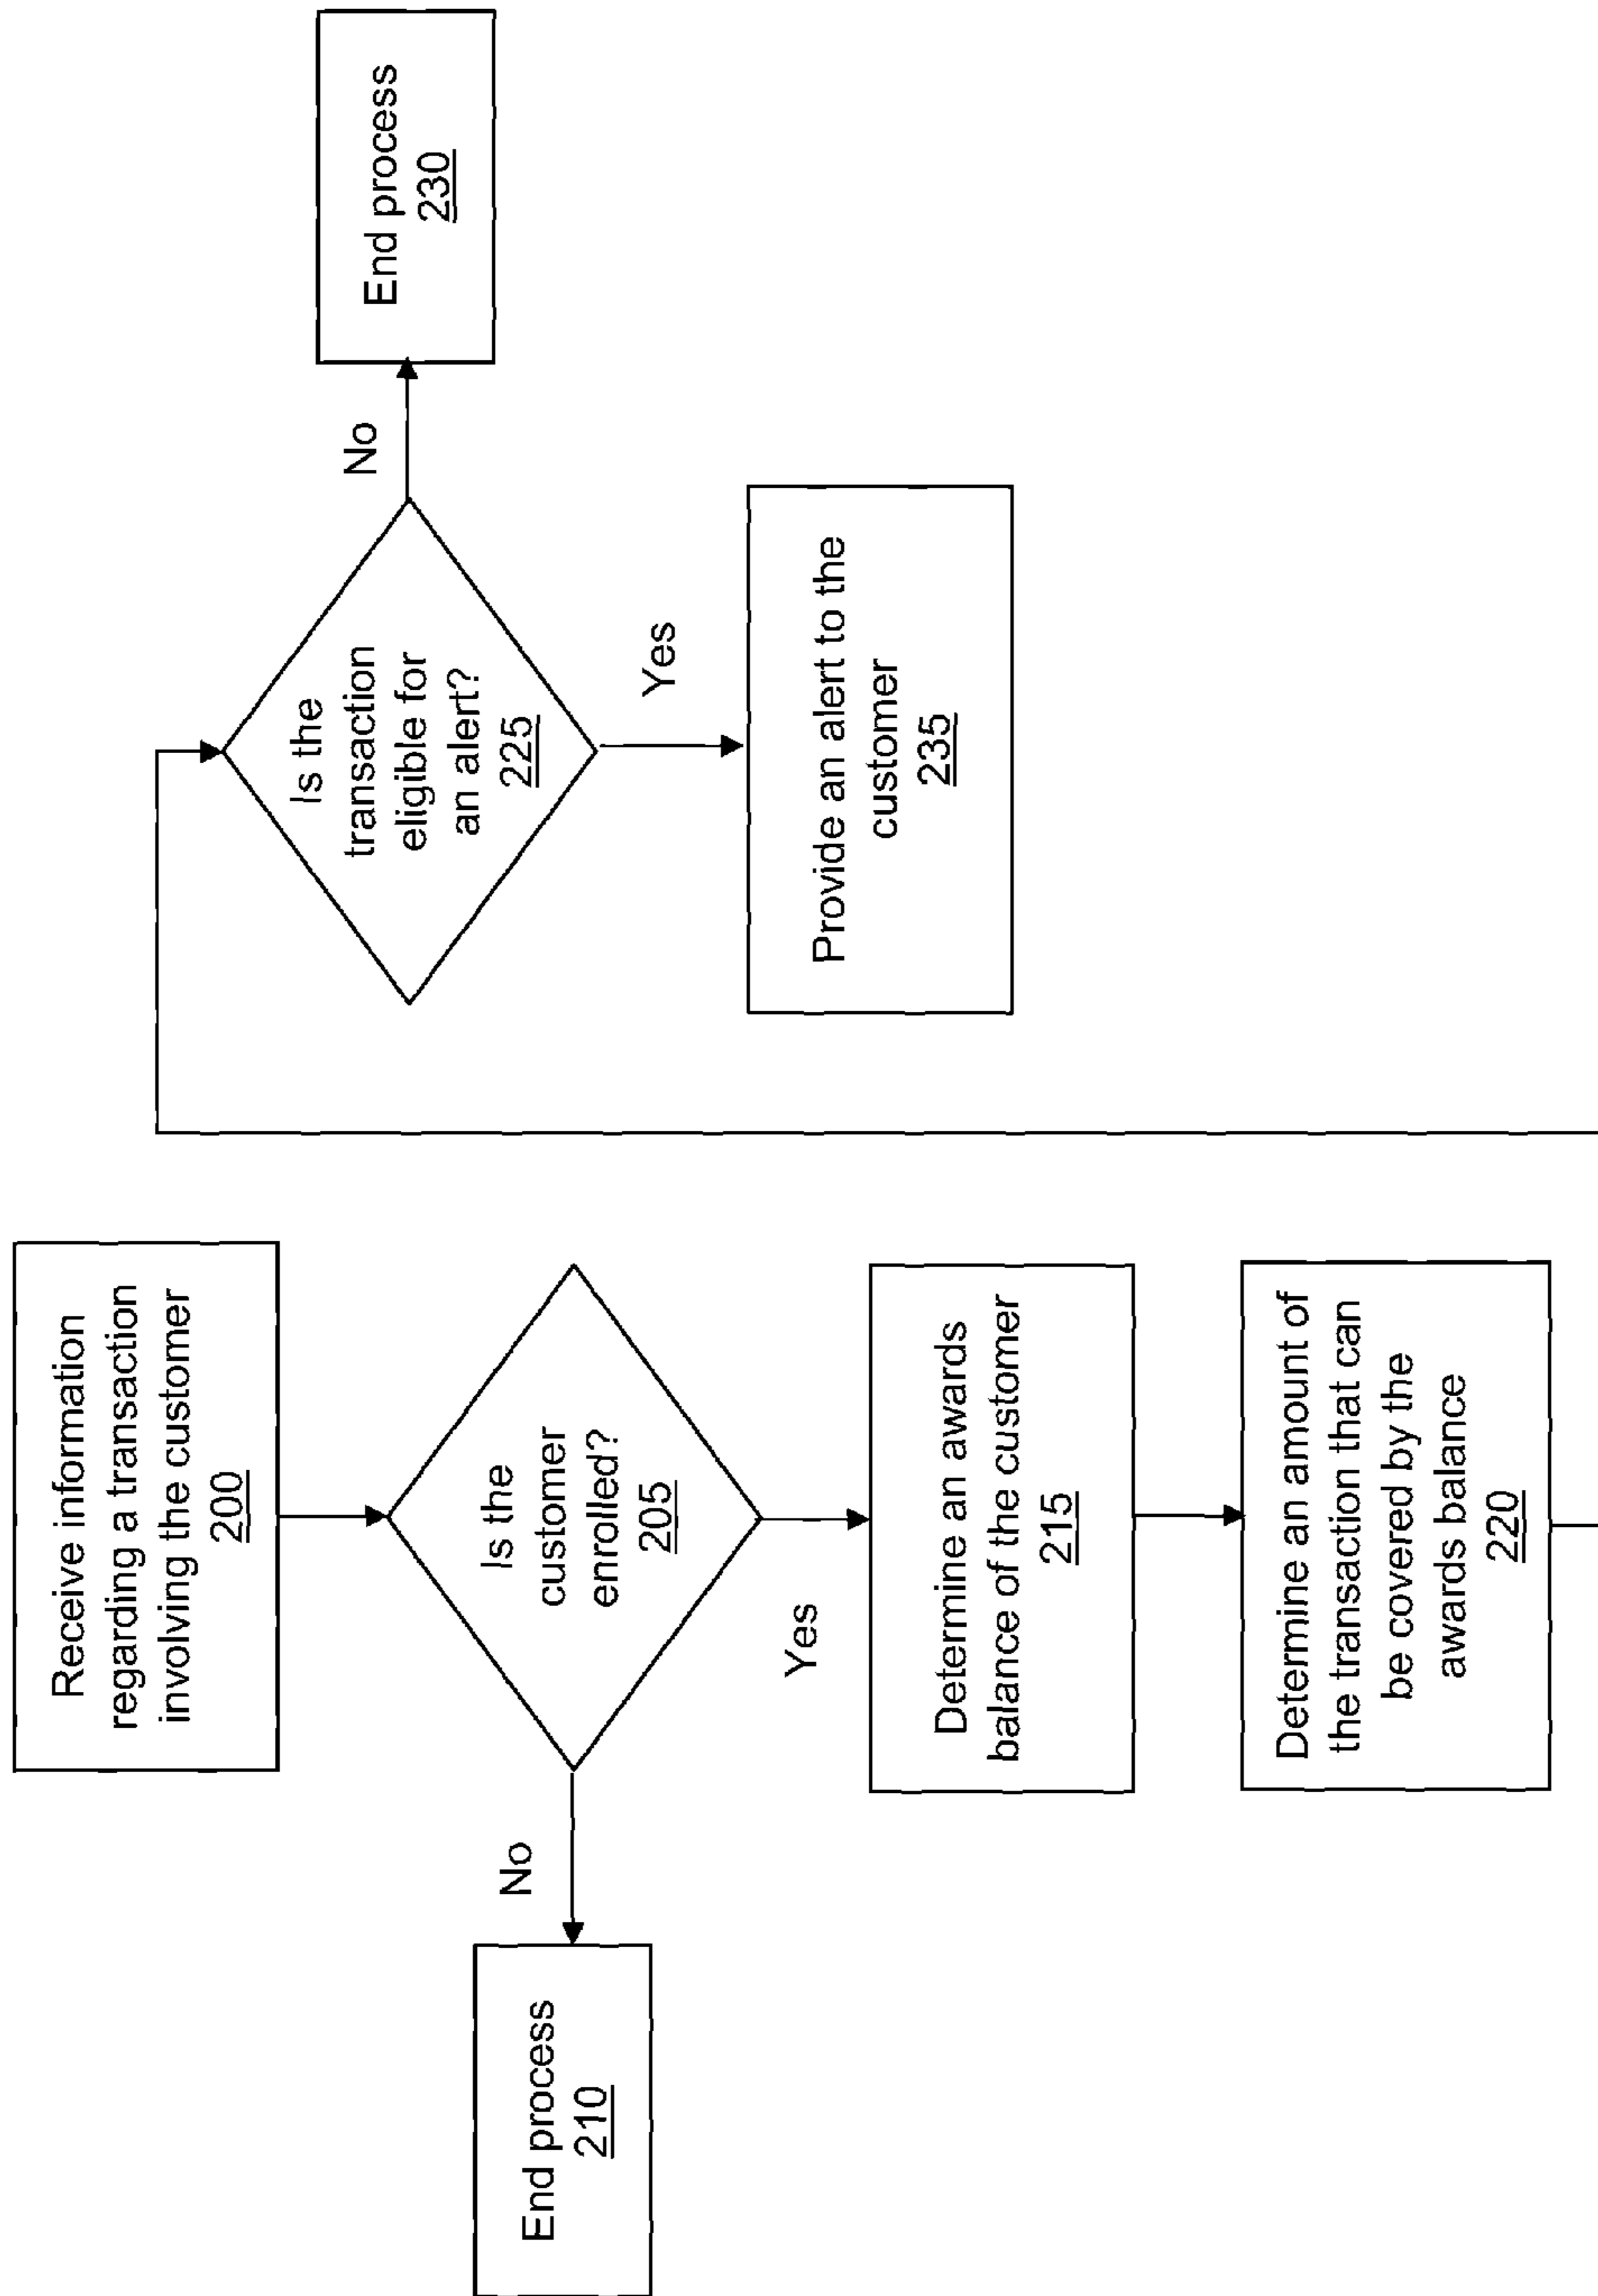 Receive information
regarding a transaction
involving the customer
200
Is the
customer
enrolled?
205
No
End process
210
Yes
Determine an awards
balance of the customer
215
Determine an amount of
the transaction that can
be covered by the
awards balance
220
Is the
transaction
eligible for
an alert?
225
No
End process
230
Yes
Provide an alert to the
customer
235